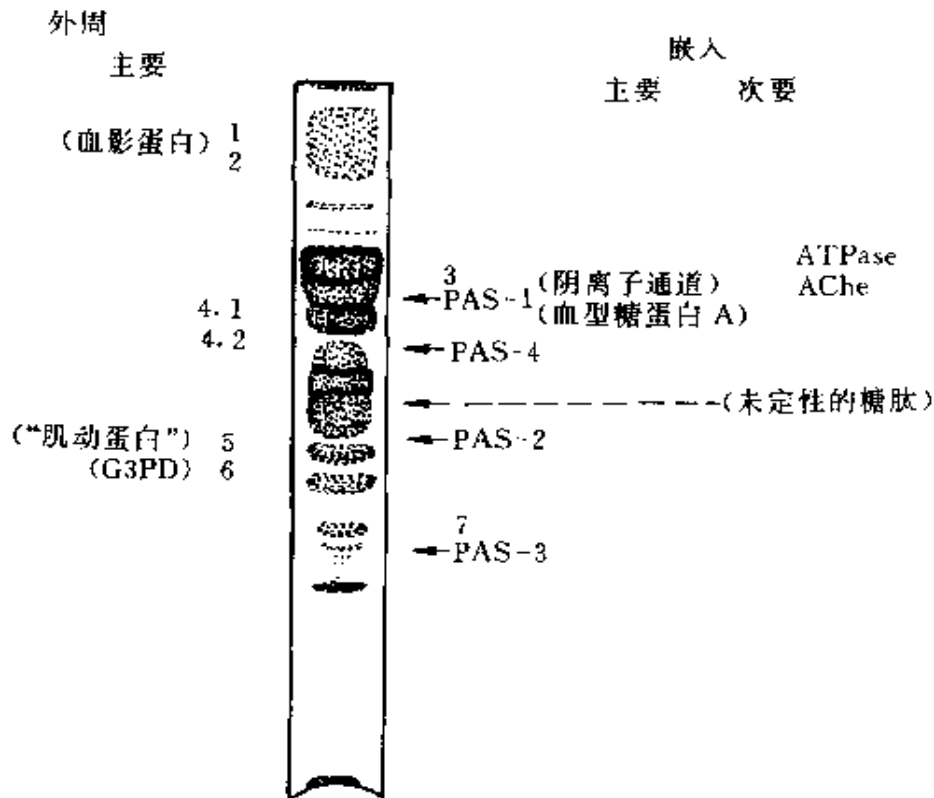 外周
主要
嵌入
主要 次要
(血影蛋白) 1
2
ATPase
3 (阴离子通道) AChe
PAS-1 (血型糖蛋白 A)
4.1
4.2
PAS-4
(未定性的糖肽)
("肌动蛋白") 5
PAS-2
(G3PD) 6
7
PAS-3